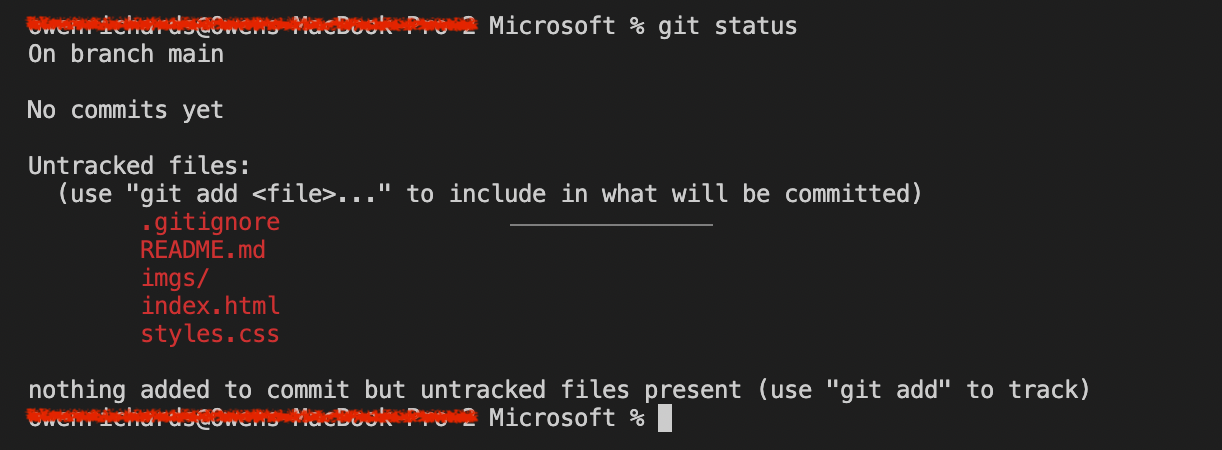 Microsoft % git status
On branch main
No commits yet
Untracked files:
(use "git add <file>..." to include in what will be committed)
.gitignore
README.md
imgs/
index.html
styles.css
nothing added to commit but untracked files present (use "git add" to track)
Microsoft %